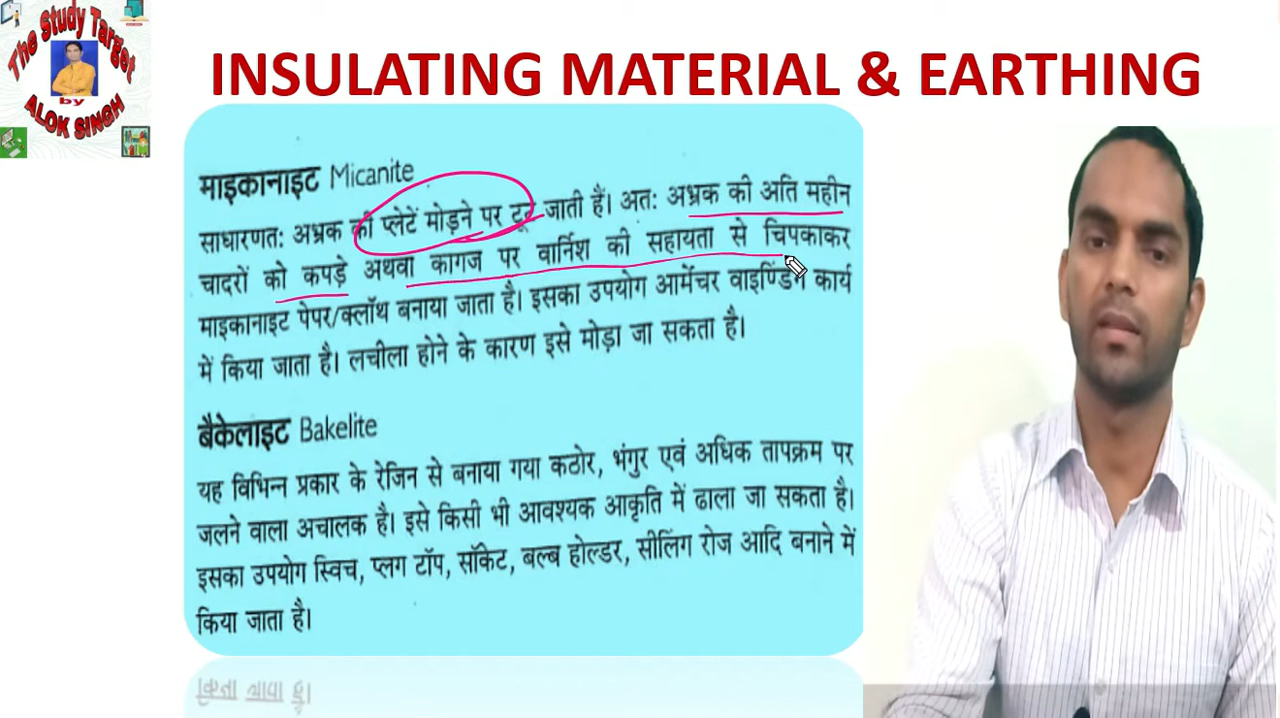 The Study Target
by
ALOK SINGH
INSULATING MATERIAL & EARTHING
माइकानाइट Micanite
साधारणत: अभ्रक की प्लेटें मोड़ने पर टूट जाती हैं। अत: अभ्रक की अति महीन
चादरों को कपड़े अथवा कागज पर वार्निश की सहायता से चिपकाकर
माइकानाइट पेपर/क्लॉथ बनाया जाता है। इसका उपयोग आर्मेचर वाइण्डिंग कार्य
में किया जाता है। लचीला होने के कारण इसे मोड़ा जा सकता है।
बैकेलाइट Bakelite
यह विभिन्न प्रकार के रेजिन से बनाया गया कठोर, भंगुर एवं अधिक तापक्रम पर
जलने वाला अचालक है। इसे किसी भी आवश्यक आकृति में ढाला जा सकता है।
इसका उपयोग स्विच, प्लग टॉप, सॉकेट, बल्ब होल्डर, सीलिंग रोज आदि बनाने में
किया जाता है।